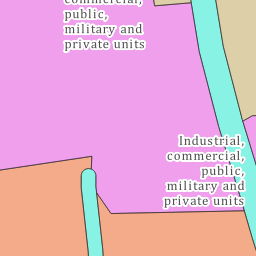 commercial,
public,
military and
private units
Industrial,
commercial,
public,
military and
private units